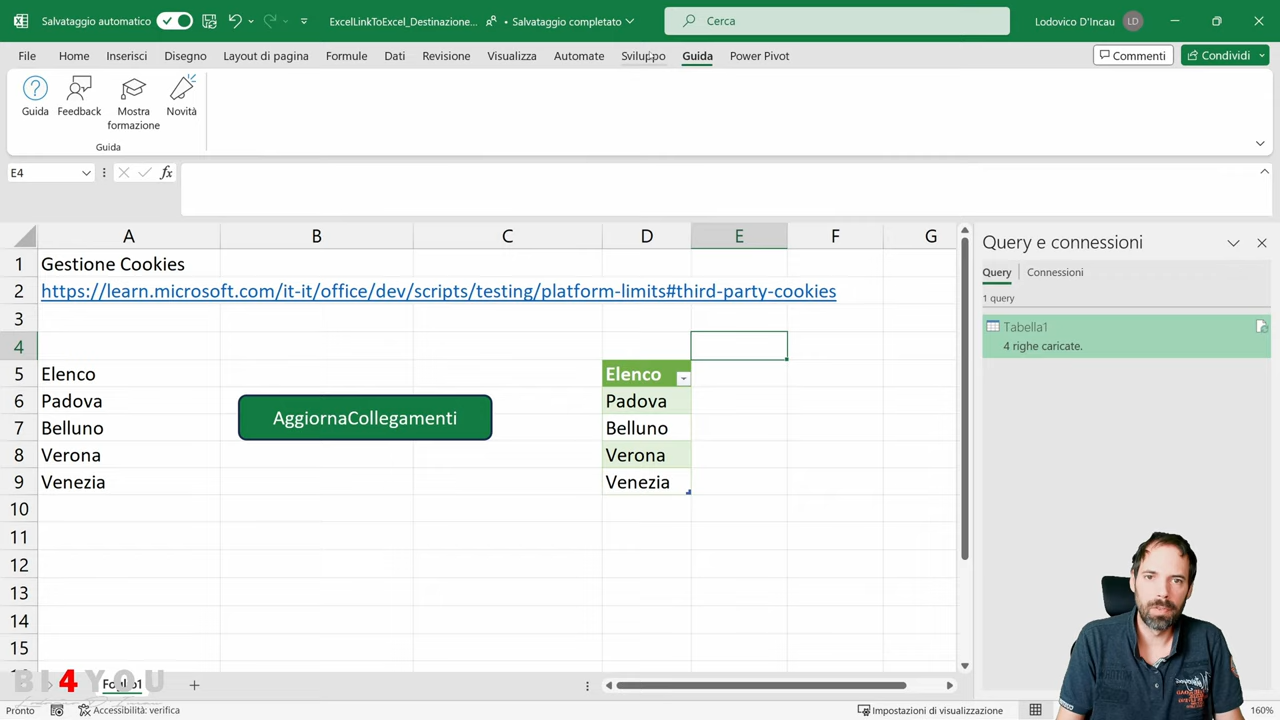 Salvataggio automatico
ExcelLinkToExcel_Destinazione...
Salvataggio completato
Cerca
Lodovico D'Incau
LD
File Home Inserisci Disegno Layout di pagina Formule Dati Revisione Visualizza Automate Sviluppo Guida Power Pivot
Commenti
Condividi
Guida
Feedback
Mostra formazione
Novità
Guida
E4
fx
Query e connessioni
Query Connessioni
1 query
Tabella1
4 righe caricate.
A B C D E F G
1 Gestione Cookies
2 https://learn.microsoft.com/it-it/office/dev/scripts/testing/platform-limits#third-party-cookies
3
4
5 Elenco Elenco
6 Padova Padova
AggiornaCollegamenti
7 Belluno Belluno
8 Verona Verona
9 Venezia Venezia
10
11
12
13
14
15
BI4YOU
Foglio1
Pronto
Accessibilità: verifica
Impostazioni di visualizzazione
160%